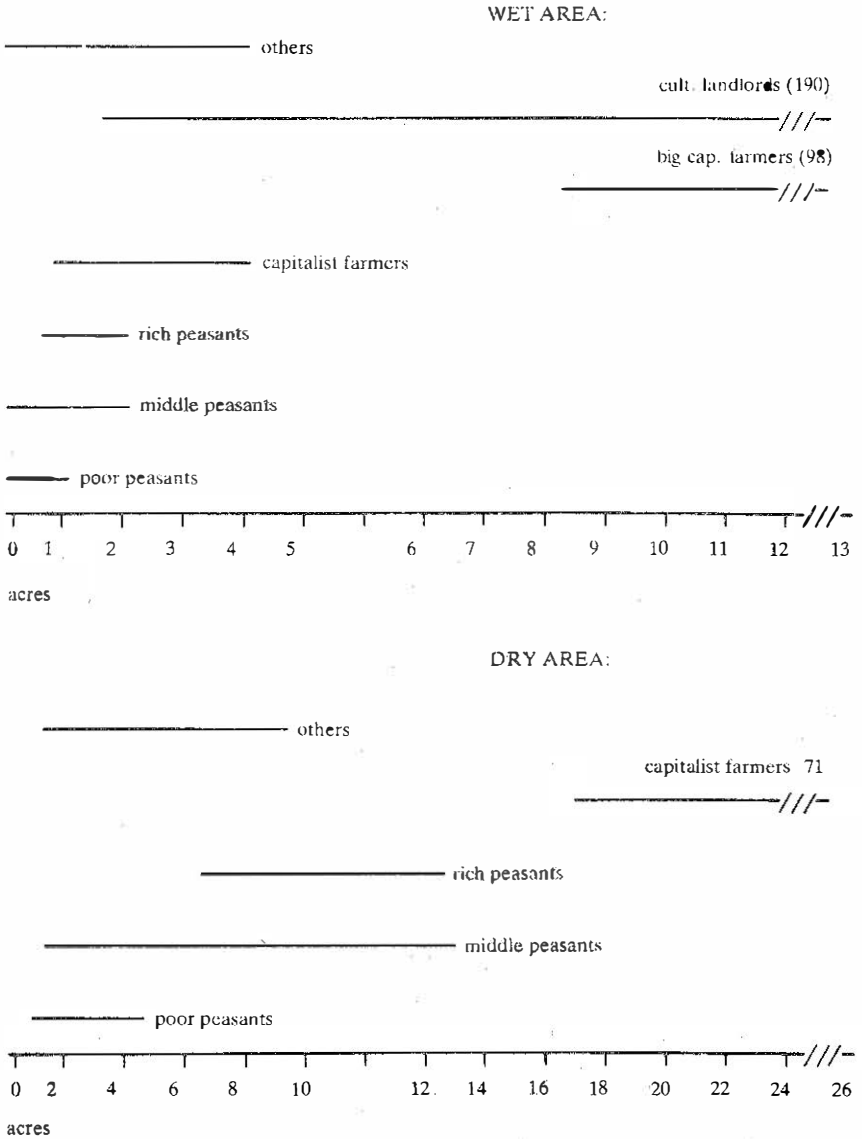 WET AREA:
others
cult. landlords (190)
big cap. farmers (98)
capitalist farmers
rich peasants
middle peasants
poor peasants
0 1 2 3 4 5 6 7 8 9 10 11 12 13
acres
DRY AREA:
others
capitalist farmers 71
rich peasants
middle peasants
poor peasants
0 2 4 6 8 10 12 14 16 18 20 22 24 26
acres